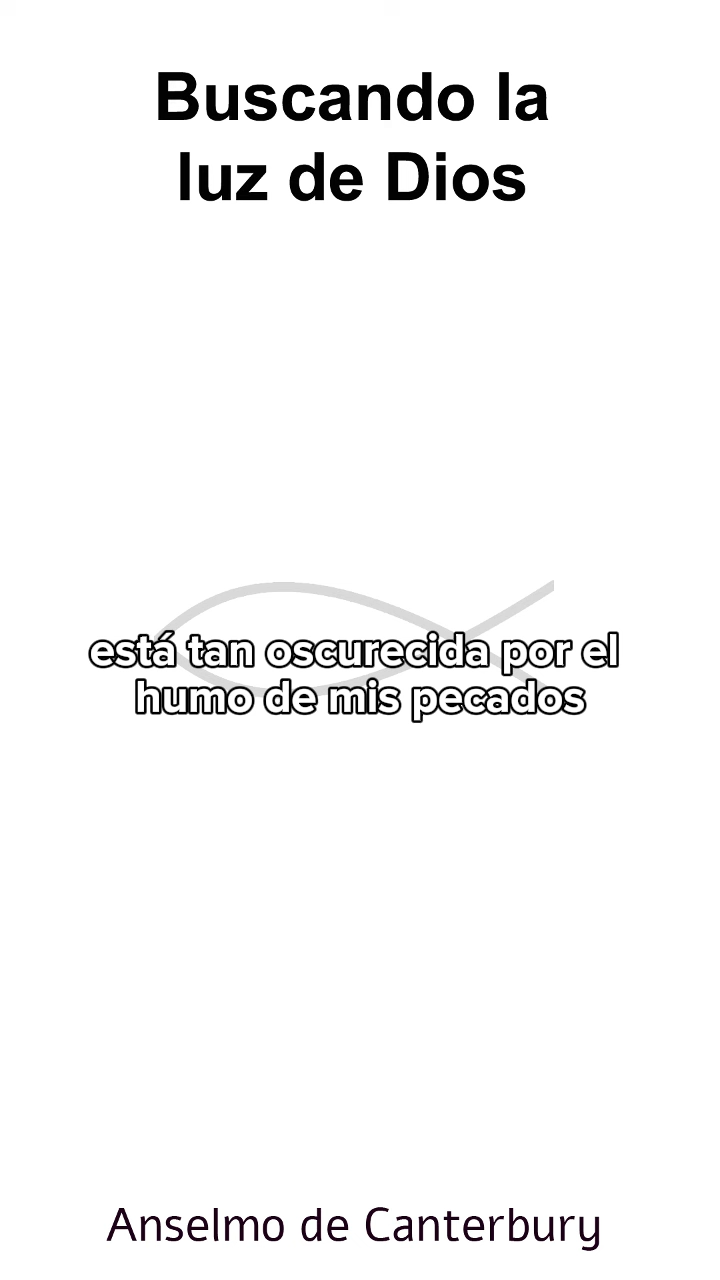 Buscando la
luz de Dios
está tan oscurecida por el
humo de mis pecados
Anselmo de Canterbury